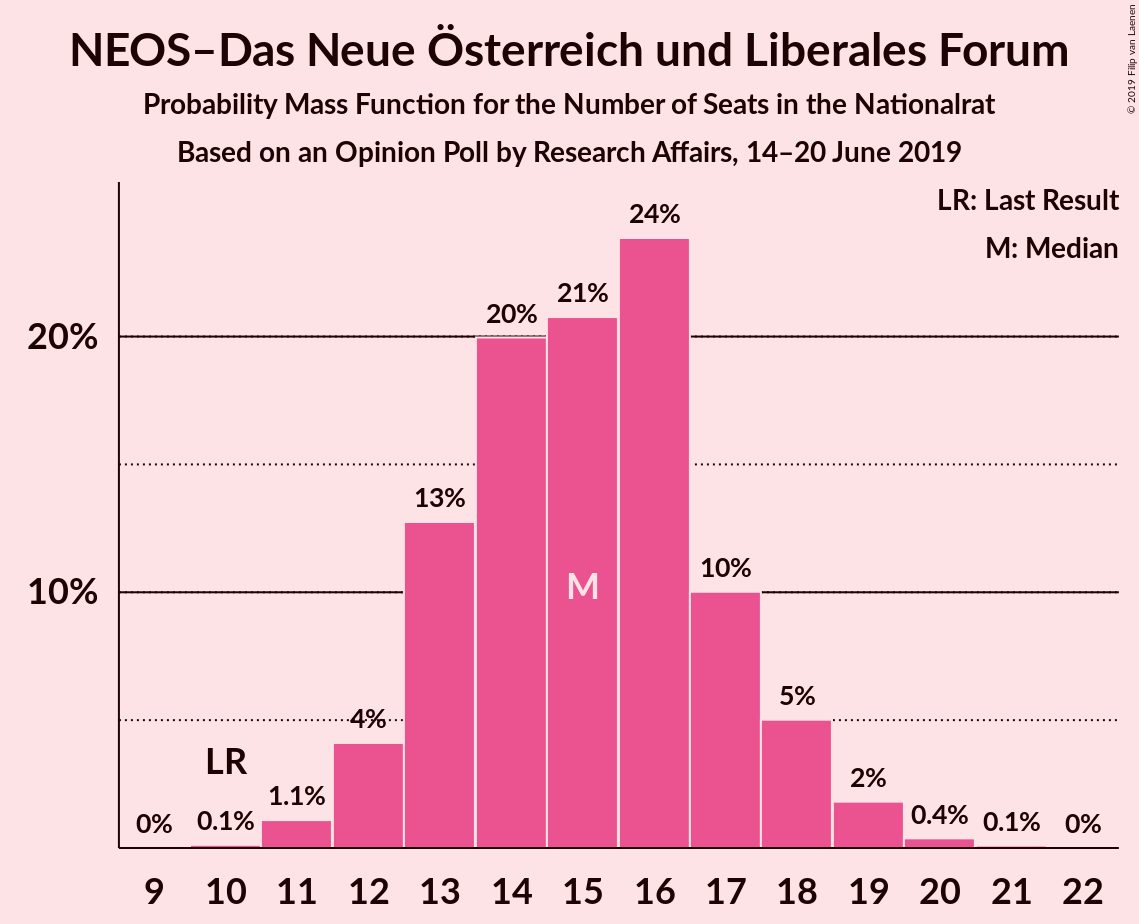 NEOS–Das Neue Österreich und Liberales Forum
Probability Mass Function for the Number of Seats in the Nationalrat
Based on an Opinion Poll by Research Affairs, 14–20 June 2019
© 2019 Filip van Laenen
LR: Last Result
M: Median
24%
21%
20%
20%
13%
10%
10%
M
5%
4%
LR
2%
1.1%
0% 0.1% 0.4% 0.1% 0%
9 10 11 12 13 14 15 16 17 18 19 20 21 22